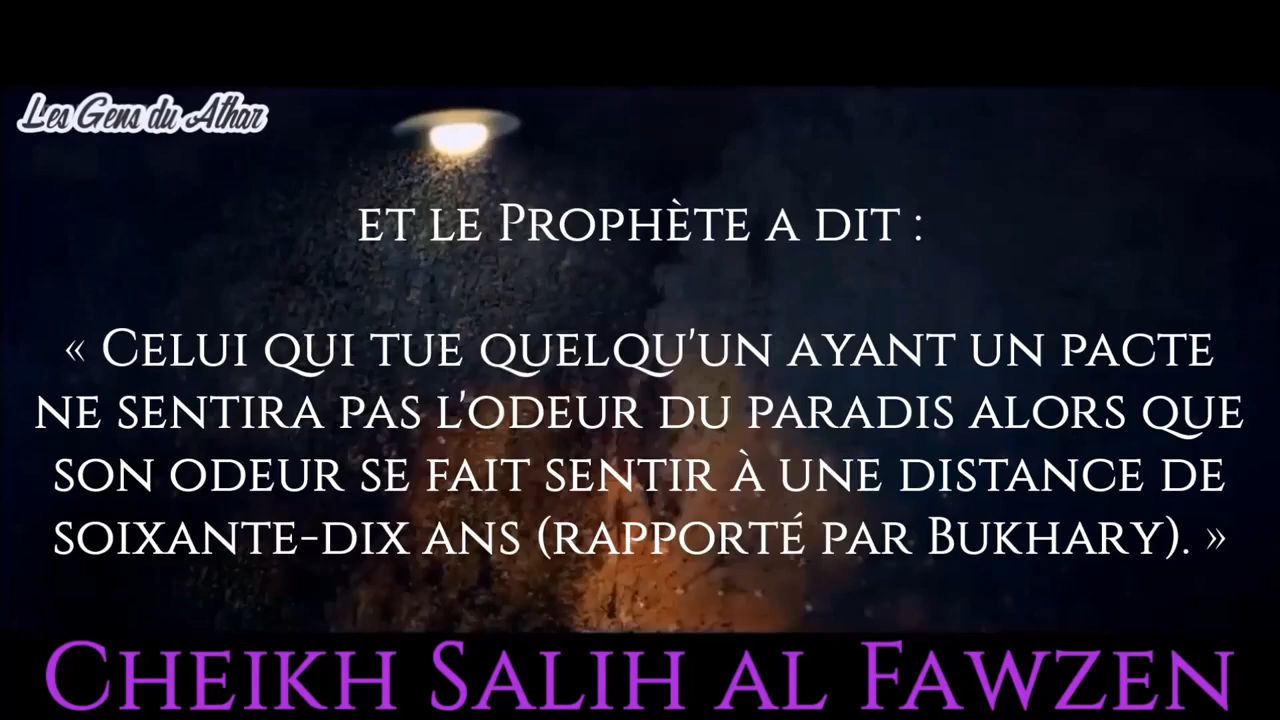 Les Gens du Athar
et le Prophète a dit :
« Celui qui tue quelqu'un ayant un pacte
ne sentira pas l'odeur du paradis alors que
son odeur se fait sentir à une distance de
soixante-dix ans (rapporté par Bukhary). »
Cheikh Salih al Fawzen